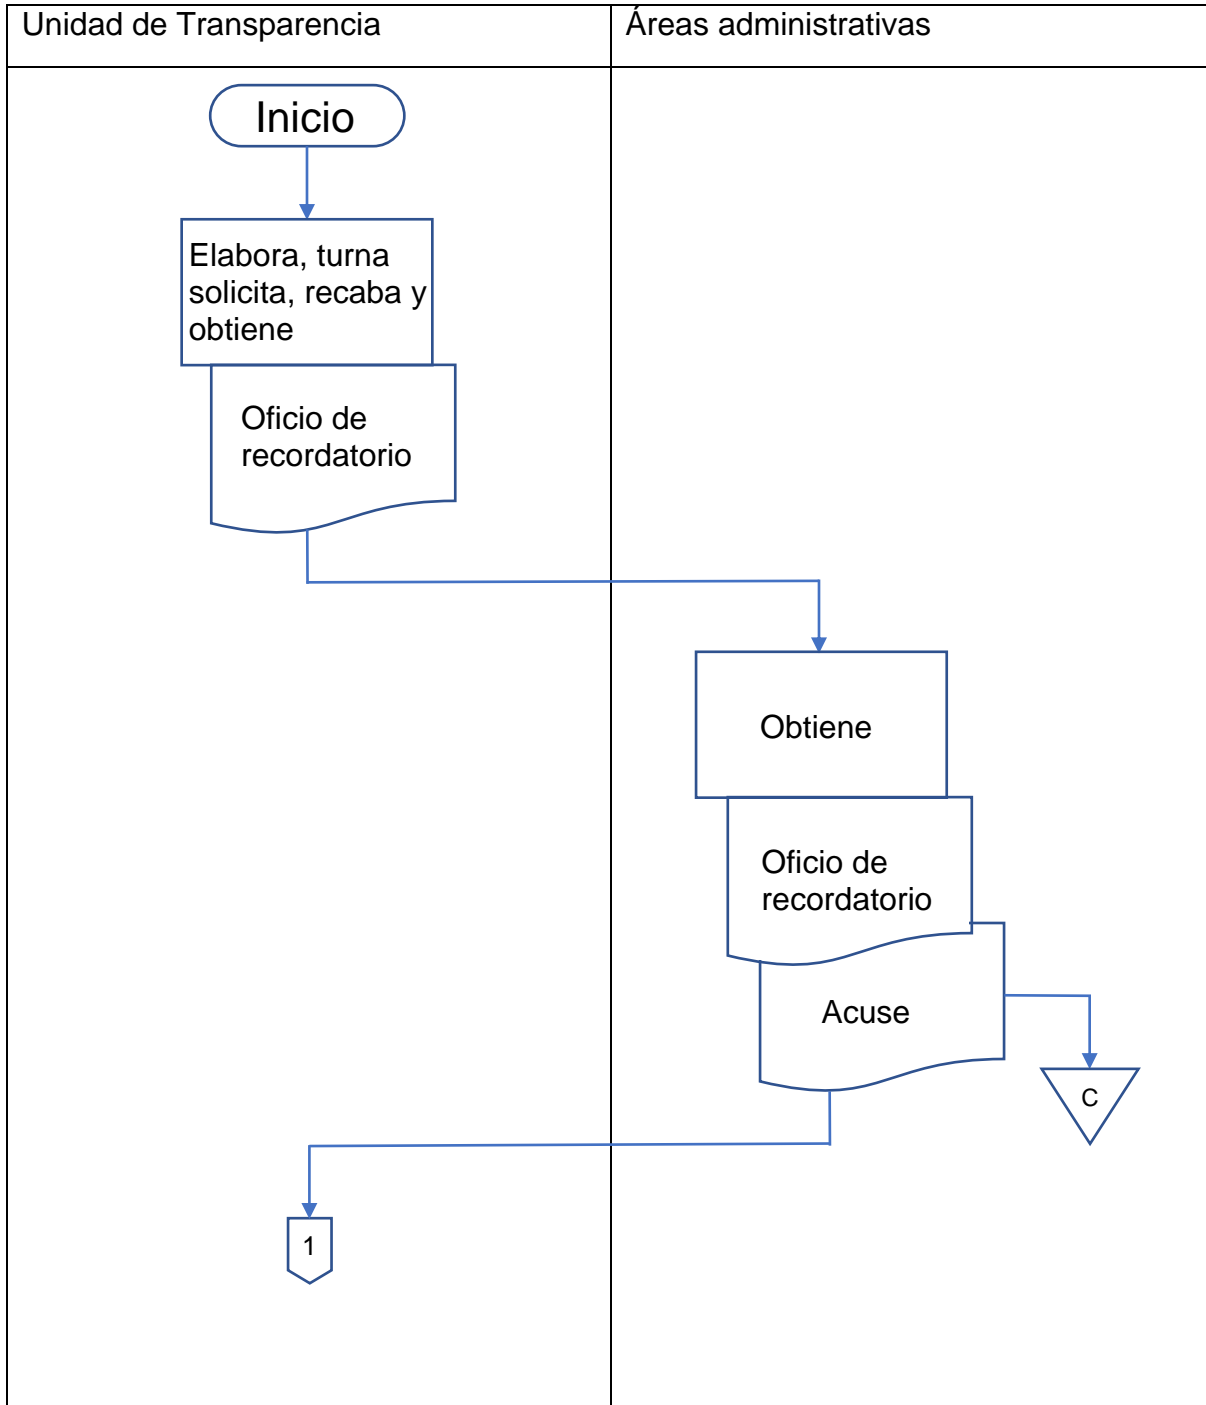 Unidad de Transparencia
Áreas administrativas
Inicio
Elabora, turna
solicita, recaba y
obtiene
Oficio de
recordatorio
Obtiene
Oficio de
recordatorio
Acuse
C
1